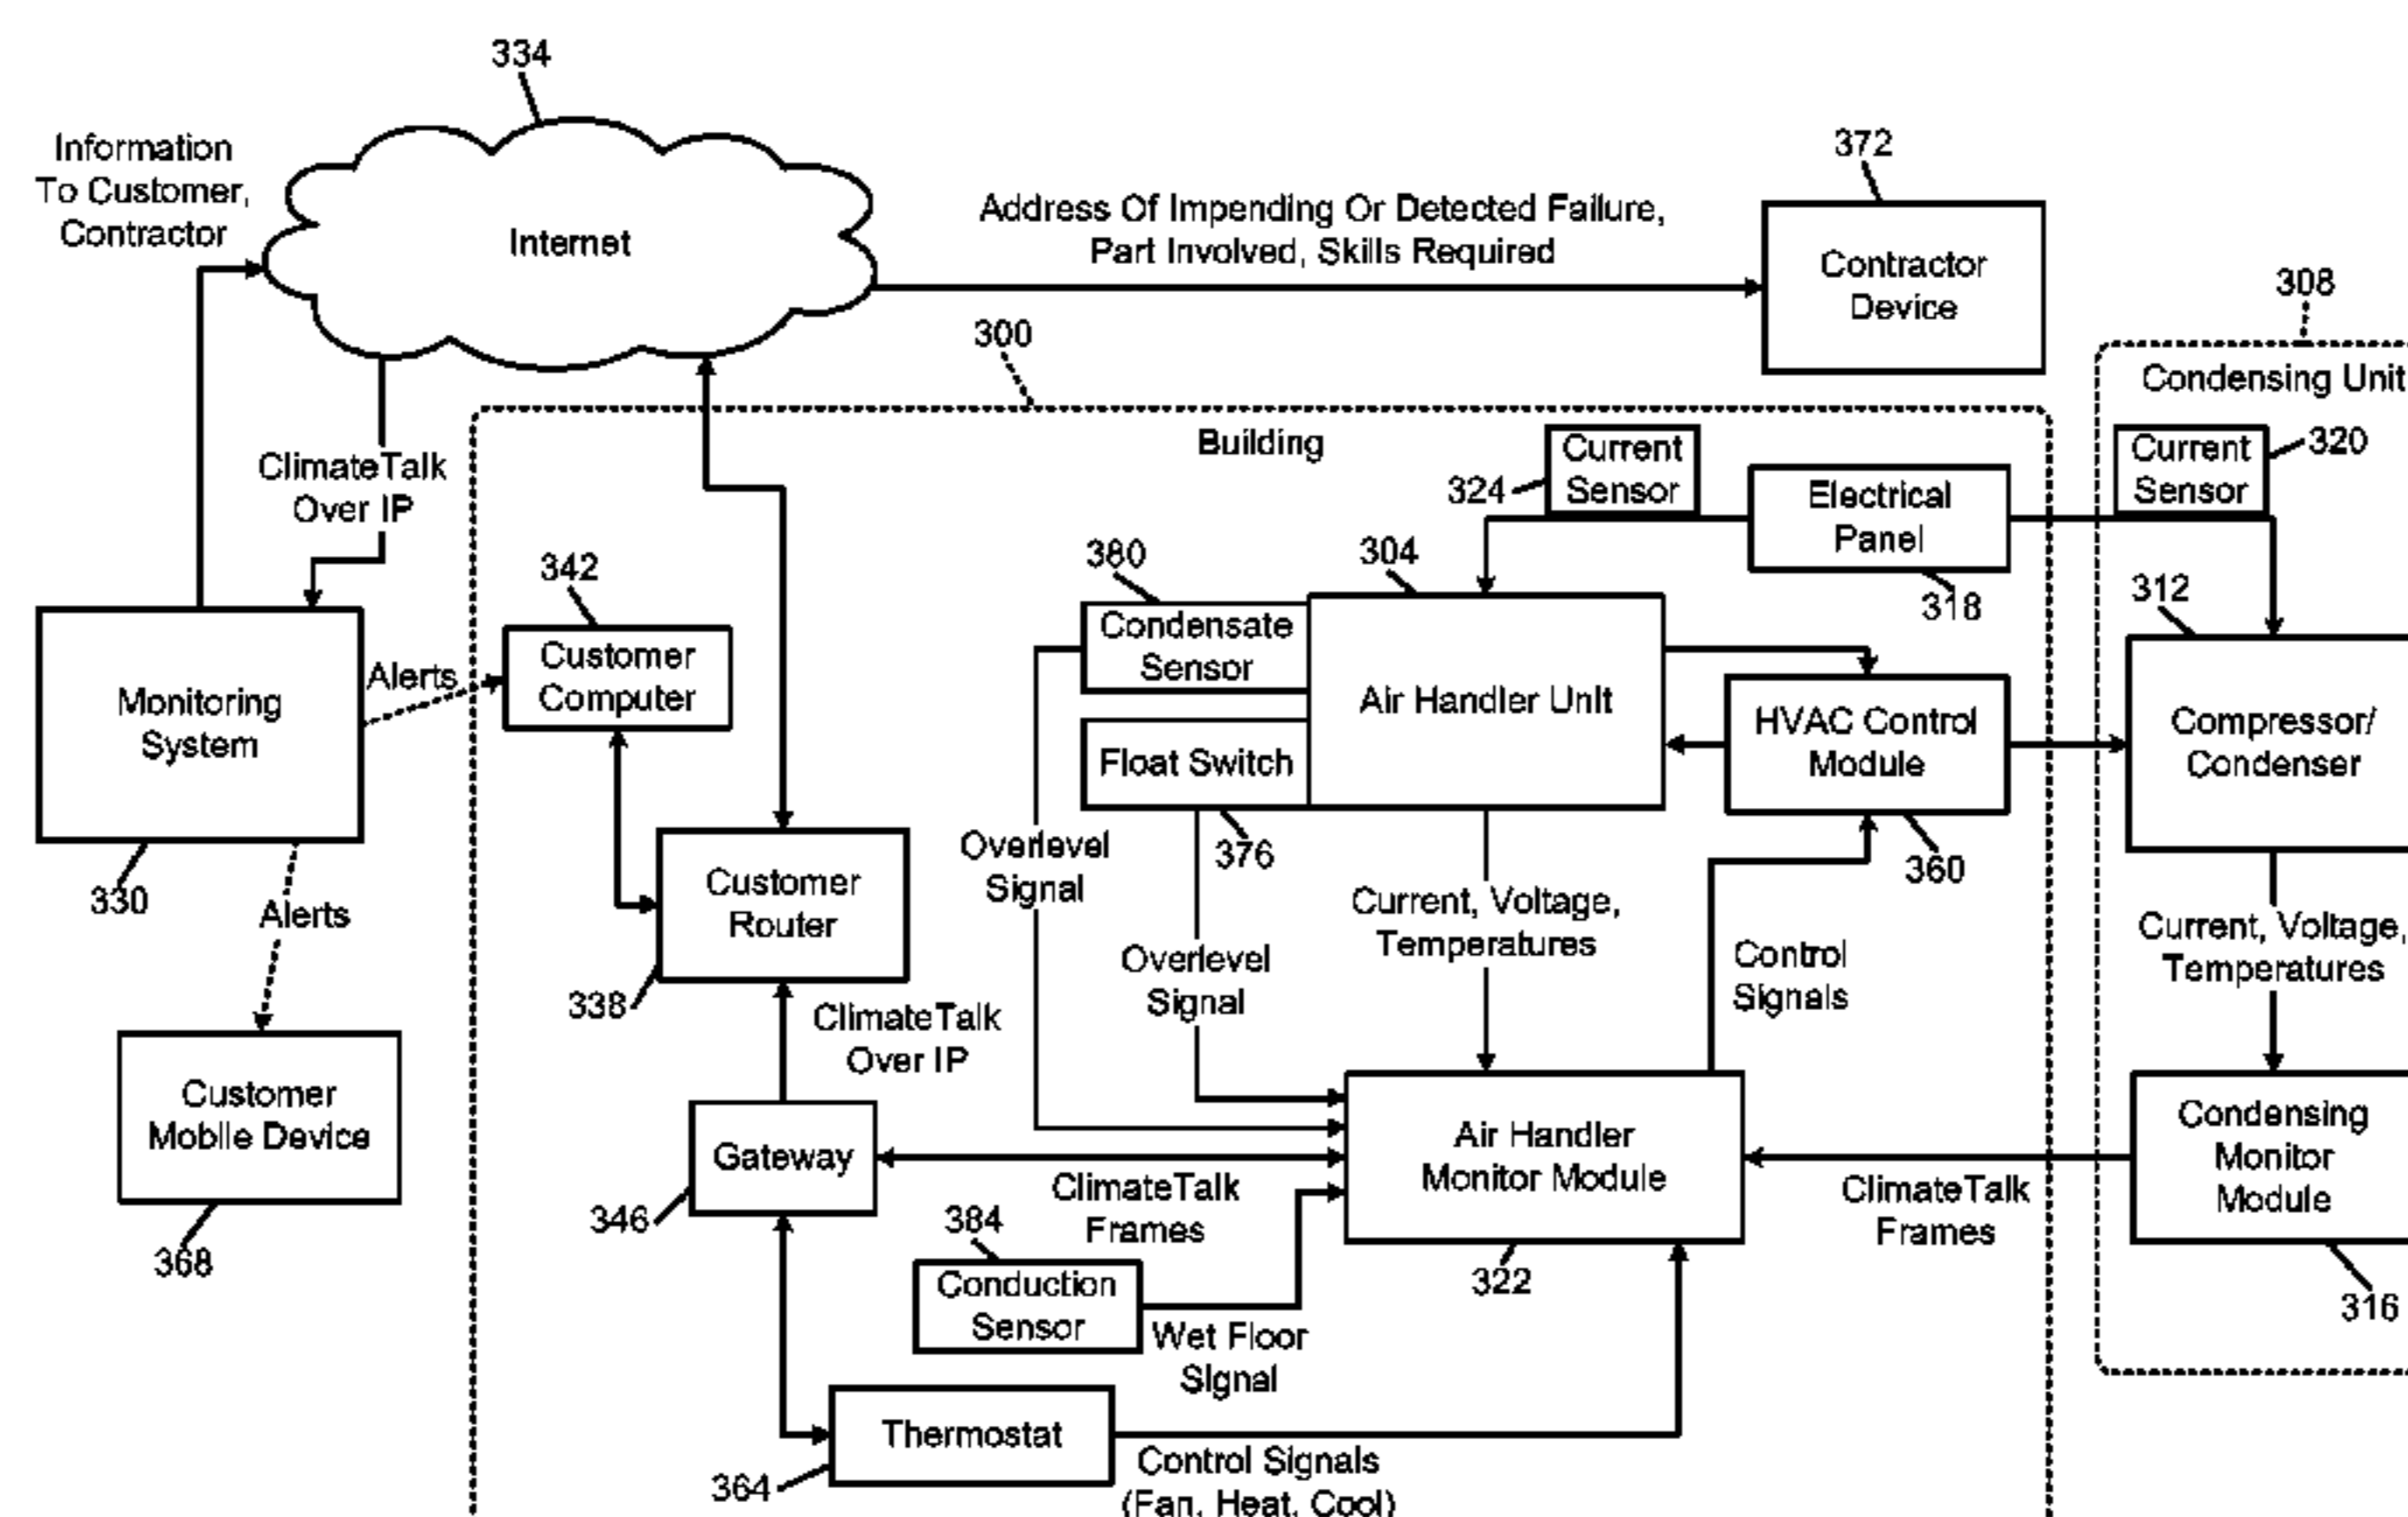 334
Information
To Customer,
Contractor
Internet
Address Of Impending Or Detected Failure,
Part Involved, Skills Required
372
Contractor
Device
308
Condensing Unit
300
Building
ClimateTalk
Over IP
Current
Sensor
324
Electrical
Panel
318
Current
Sensor
320
342
Customer
Computer
380
Condensate
Sensor
304
Air Handler Unit
312
Compressor/
Condenser
Monitoring
System
330
Alerts
Alerts
Float Switch
376
HVAC Control
Module
360
Customer
Router
338
Overlevel
Signal
Overlevel
Signal
Current, Voltage,
Temperatures
Control
Signals
Current, Voltage,
Temperatures
Customer
Mobile Device
368
ClimateTalk
Over IP
Gateway
346
ClimateTalk
Frames
Air Handler
Monitor Module
322
ClimateTalk
Frames
Condensing
Monitor
Module
316
384
Conduction
Sensor
Wet Floor
Signal
Thermostat
364
Control Signals
(Fan, Heat, Cool)